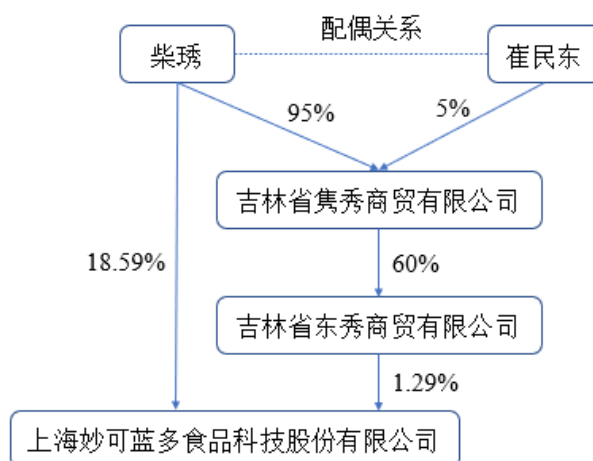 配偶关系
柴琇
崔民东
95%
5%
吉林省隽秀商贸有限公司
18.59%
60%
吉林省东秀商贸有限公司
1.29%
上海妙可蓝多食品科技股份有限公司